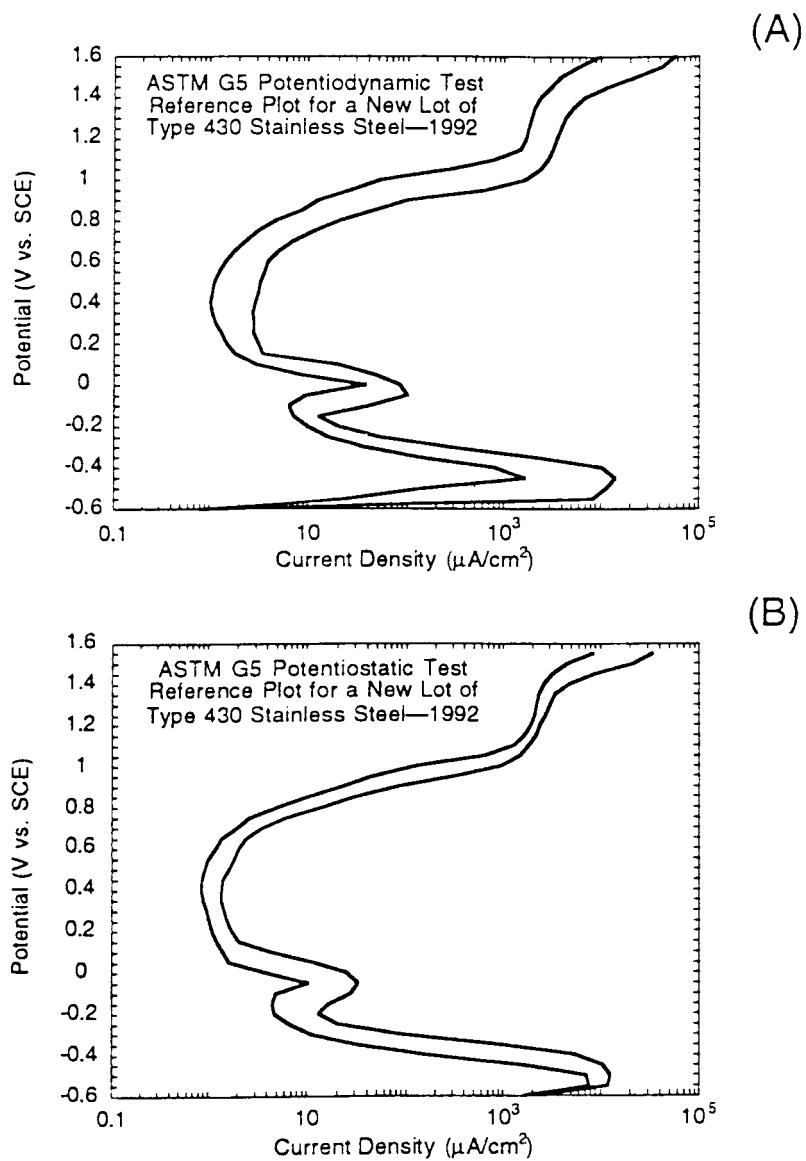 (A)
ASTM G5 Potentiodynamic Test
Reference Plot for a New Lot of
Type 430 Stainless Steel—1992
Potential (V vs. SCE)
1.6
1.4
1.2
1
0.8
0.6
0.4
0.2
0
-0.2
-0.4
-0.6
0.1
10
10³
10⁵
Current Density (μA/cm²)
(B)
ASTM G5 Potentiostatic Test
Reference Plot for a New Lot of
Type 430 Stainless Steel—1992
Potential (V vs. SCE)
1.6
1.4
1.2
1
0.8
0.6
0.4
0.2
0
-0.2
-0.4
-0.6
0.1
10
10³
10⁵
Current Density (μA/cm²)